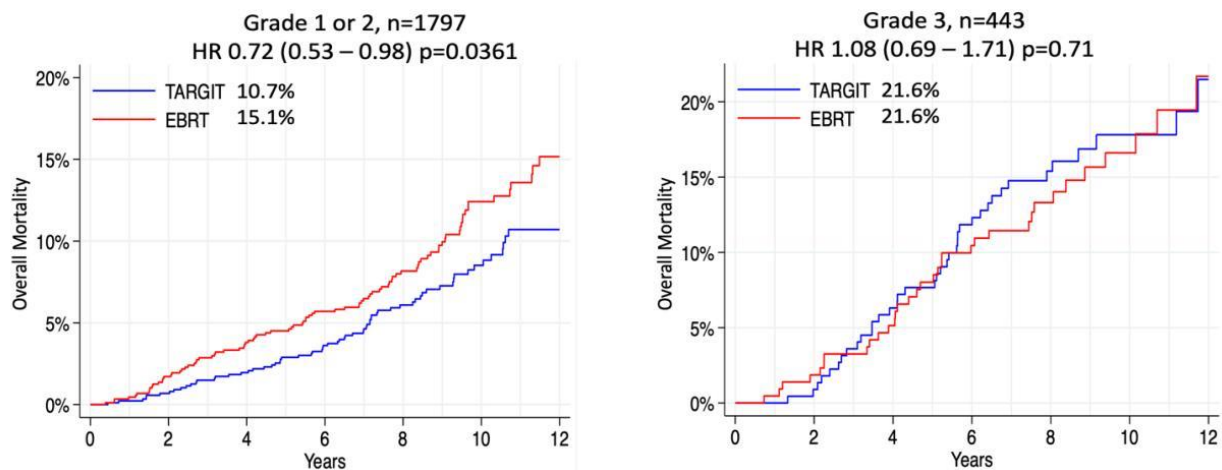 Grade 1 or 2, n=1797
HR 0.72 (0.53 – 0.98) p=0.0361
20%
15%
10%
5%
0%
Overall Mortality
TARGIT 10.7%
EBRT 15.1%
0 2 4 6 8 10 12
Years
Grade 3, n=443
HR 1.08 (0.69 – 1.71) p=0.71
20%
15%
10%
5%
0%
Overall Mortality
TARGIT 21.6%
EBRT 21.6%
0 2 4 6 8 10 12
Years